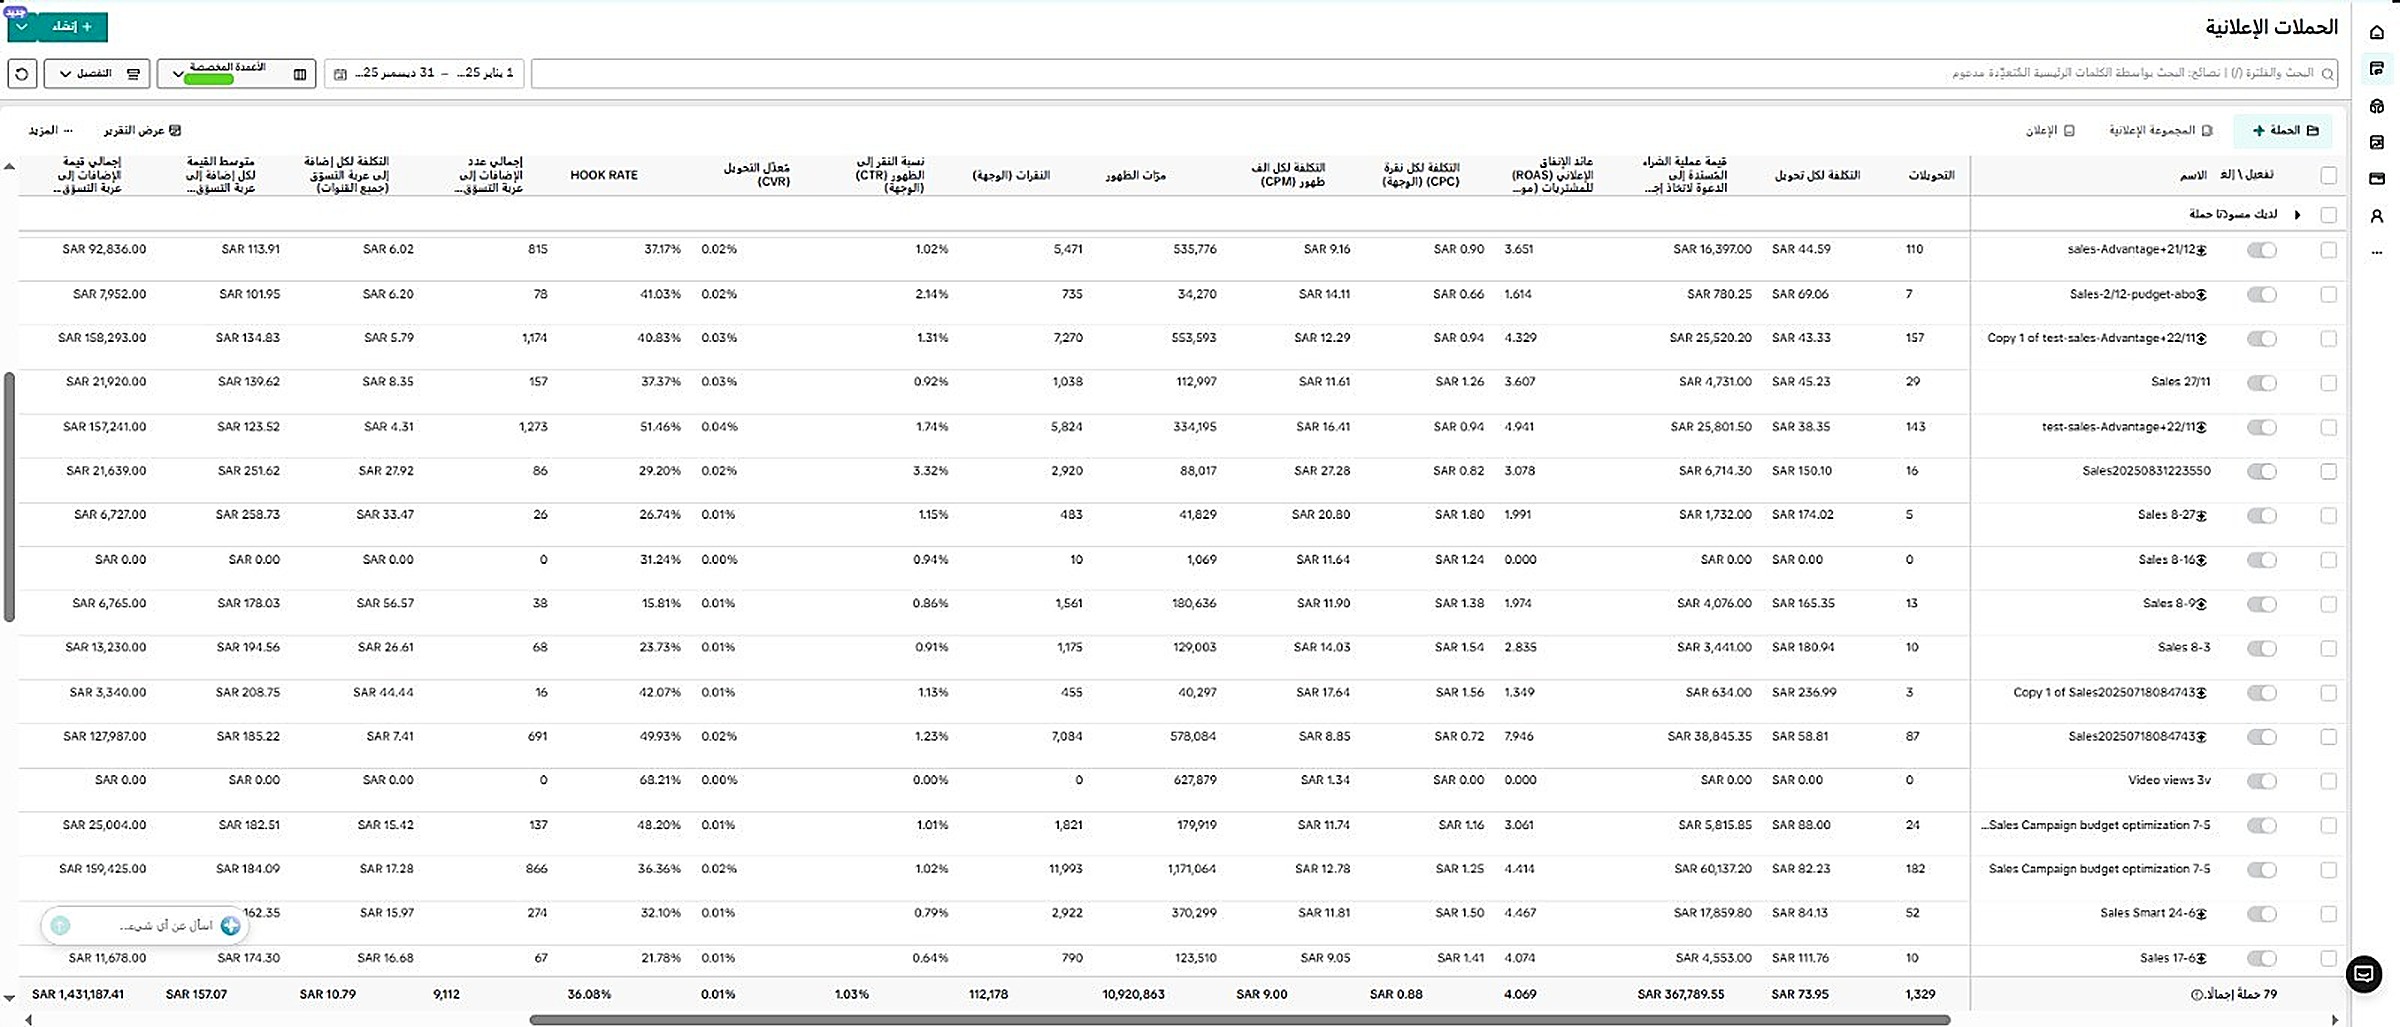 الحملات الإعلانية
جديد
+ إنشاء
البحث والفلترة (/) | نصائح: البحث بواسطة الكلمات الرئيسية المُتعدِّدة مدعوم
1 يناير 25... – 31 ديسمبر 25...
الأعمدة المخصصة
التفصيل
الحملة +
المجموعة الإعلانية
الإعلان
عرض التقرير
... المزيد
تفعيل \ إلغ الاسم التحويلات التكلفة لكل تحويل قيمة عملية الشراء المُسندة إلى الدعوة لاتخاذ إجـ... عائد الإنفاق الإعلاني (ROAS) للمشتريات (مو... التكلفة لكل نقرة (CPC) (الوجهة) التكلفة لكل ألف ظهور (CPM) مرّات الظهور النقرات (الوجهة) نسبة النقر إلى الظهور (CTR) (الوجهة) مُعدَّل التحويل (CVR) HOOK RATE إجمالي عدد الإضافات إلى عربة التسوّق... التكلفة لكل إضافة إلى عربة التسوّق (جميع القنوات) متوسط القيمة لكل إضافة إلى عربة التسوّق... إجمالي قيمة الإضافات إلى عربة التسوّق...
لديك مسودّتا حملة
sales-Advantage+21/12 110 SAR 44.59 SAR 16,397.00 3.651 SAR 0.90 SAR 9.16 535,776 5,471 1.02% 0.02% 37.17% 815 SAR 6.02 SAR 113.91 SAR 92,836.00
Sales-2/12-pudget-abo 7 SAR 69.06 SAR 780.25 1.614 SAR 0.66 SAR 14.11 34,270 735 2.14% 0.02% 41.03% 78 SAR 6.20 SAR 101.95 SAR 7,952.00
Copy 1 of test-sales-Advantage+22/11 157 SAR 43.33 SAR 25,520.20 4.329 SAR 0.94 SAR 12.29 553,593 7,270 1.31% 0.03% 40.83% 1,174 SAR 5.79 SAR 134.83 SAR 158,293.00
Sales 27/11 29 SAR 45.23 SAR 4,731.00 3.607 SAR 1.26 SAR 11.61 112,997 1,038 0.92% 0.03% 37.37% 157 SAR 8.35 SAR 139.62 SAR 21,920.00
test-sales-Advantage+22/11 143 SAR 38.35 SAR 25,801.50 4.941 SAR 0.94 SAR 16.41 334,195 5,824 1.74% 0.04% 51.46% 1,273 SAR 4.31 SAR 123.52 SAR 157,241.00
Sales20250831223550 16 SAR 150.10 SAR 6,714.30 3.078 SAR 0.82 SAR 27.28 88,017 2,920 3.32% 0.02% 29.20% 86 SAR 27.92 SAR 251.62 SAR 21,639.00
Sales 8-27 5 SAR 174.02 SAR 1,732.00 1.991 SAR 1.80 SAR 20.80 41,829 483 1.15% 0.01% 26.74% 26 SAR 33.47 SAR 258.73 SAR 6,727.00
Sales 8-16 0 SAR 0.00 SAR 0.00 0.000 SAR 1.24 SAR 11.64 1,069 10 0.94% 0.00% 31.24% 0 SAR 0.00 SAR 0.00 SAR 0.00
Sales 8-9 13 SAR 165.35 SAR 4,076.00 1.974 SAR 1.38 SAR 11.90 180,636 1,561 0.86% 0.01% 15.81% 38 SAR 56.57 SAR 178.03 SAR 6,765.00
Sales 8-3 10 SAR 180.94 SAR 3,441.00 2.835 SAR 1.54 SAR 14.03 129,003 1,175 0.91% 0.01% 23.73% 68 SAR 26.61 SAR 194.56 SAR 13,230.00
Copy 1 of Sales20250718084743 3 SAR 236.99 SAR 634.00 1.349 SAR 1.56 SAR 17.64 40,297 455 1.13% 0.01% 42.07% 16 SAR 44.44 SAR 208.75 SAR 3,340.00
Sales20250718084743 87 SAR 58.81 SAR 38,845.35 7.946 SAR 0.72 SAR 8.85 578,084 7,084 1.23% 0.02% 49.93% 691 SAR 7.41 SAR 185.22 SAR 127,987.00
Video views 3v 0 SAR 0.00 SAR 0.00 0.000 SAR 0.00 SAR 1.34 627,879 0 0.00% 0.00% 68.21% 0 SAR 0.00 SAR 0.00 SAR 0.00
...Sales Campaign budget optimization 7-5 24 SAR 88.00 SAR 5,815.85 3.061 SAR 1.16 SAR 11.74 179,919 1,821 1.01% 0.01% 48.20% 137 SAR 15.42 SAR 182.51 SAR 25,004.00
Sales Campaign budget optimization 7-5 182 SAR 82.23 SAR 60,137.20 4.414 SAR 1.25 SAR 12.78 1,171,064 11,993 1.02% 0.02% 36.36% 866 SAR 17.28 SAR 184.09 SAR 159,425.00
Sales Smart 24-6 52 SAR 84.13 SAR 17,859.80 4.467 SAR 1.50 SAR 11.81 370,299 2,922 0.79% 0.01% 32.10% 274 SAR 15.97 162.35
اسأل عن أي شيء...
Sales 17-6 10 SAR 111.76 SAR 4,553.00 4.074 SAR 1.41 SAR 9.05 123,510 790 0.64% 0.01% 21.78% 67 SAR 16.68 SAR 174.30 SAR 11,678.00
79 حملة إجمالًا. 1,329 SAR 73.95 SAR 367,789.55 4.069 SAR 0.88 SAR 9.00 10,920,863 112,178 1.03% 0.01% 36.08% 9,112 SAR 10.79 SAR 157.07 SAR 1,431,187.41